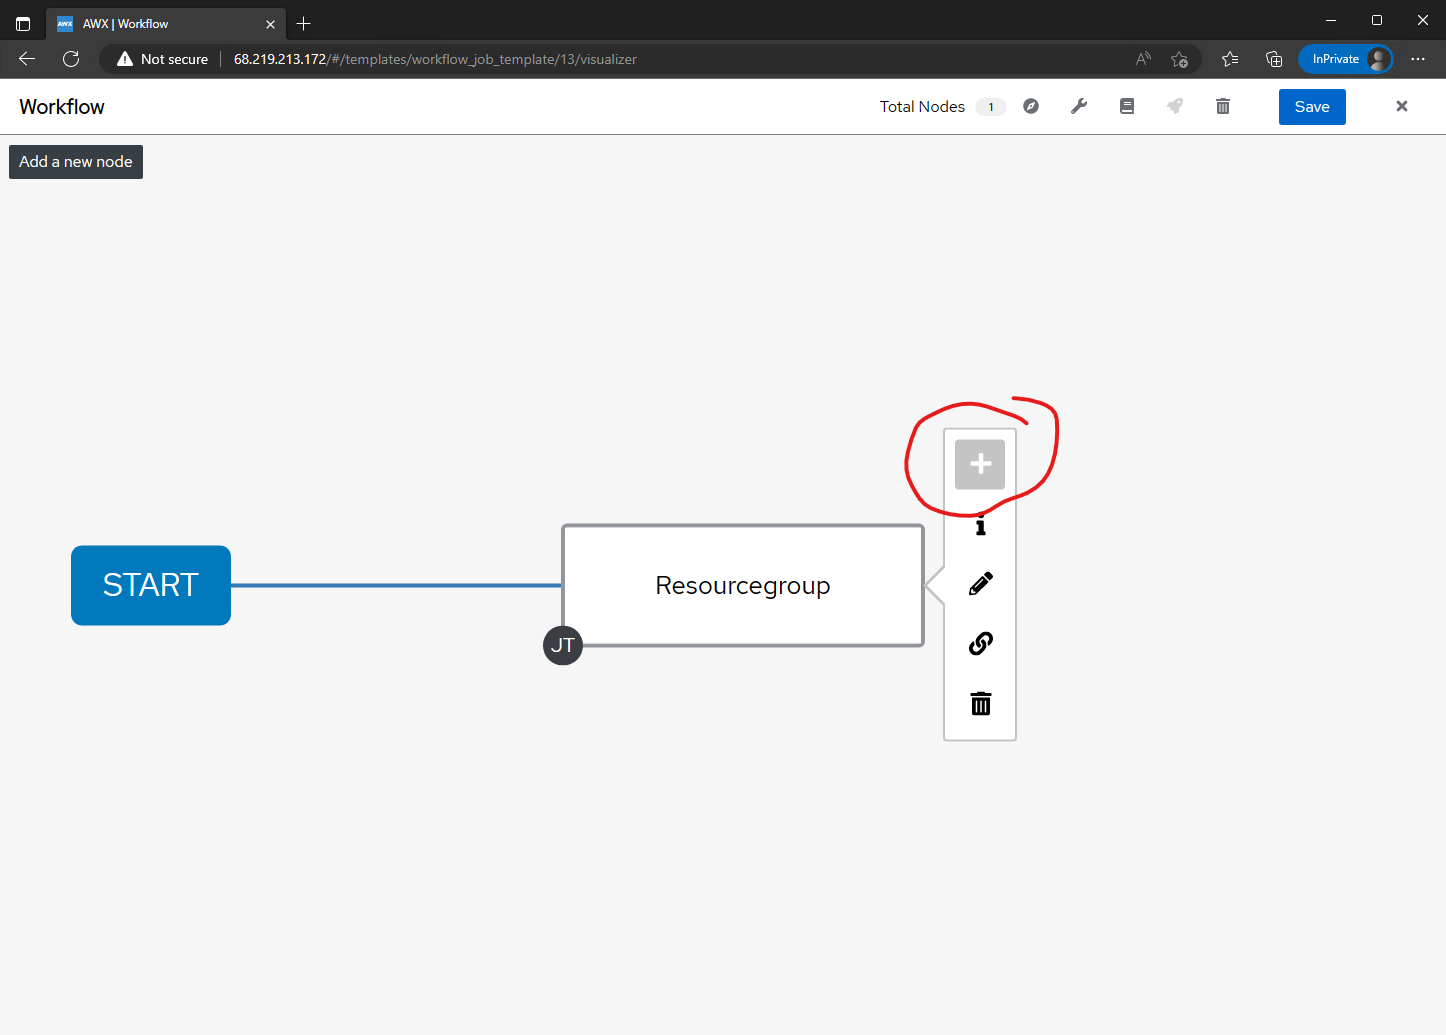 AWX
AWX | Workflow
Not secure
68.219.213.172/#/templates/workflow_job_template/13/visualizer
InPrivate
Workflow
Total Nodes 1
Save
Add a new node
START
Resourcegroup
JT